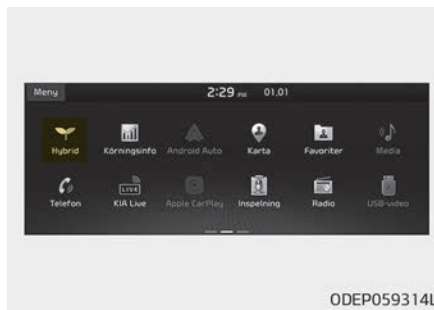 Meny 2:29 PM 01.01
Hybrid Körningsinfo Android Auto Karta Favoriter Media
LIVE
Telefon KIA Live Apple CarPlay Inspelning Radio USB-video
ODEP059314L